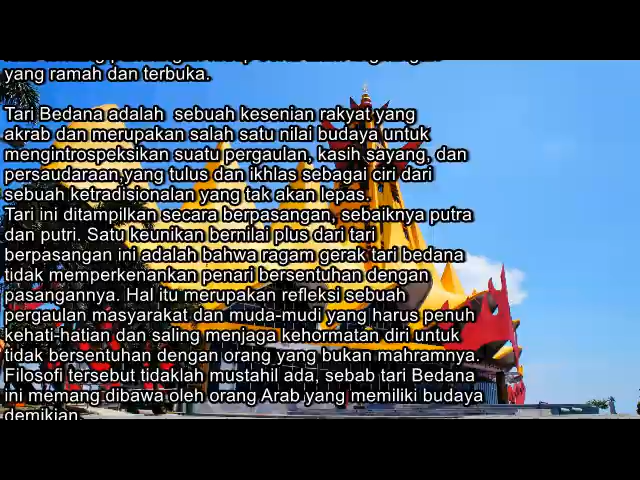 yang ramah dan terbuka.
Tari Bedana adalah sebuah kesenian rakyat yang
akrab dan merupakan salah satu nilai budaya untuk
mengintrospeksikan suatu pergaulan, kasih sayang, dan
persaudaraan,yang tulus dan ikhlas sebagai ciri dari
sebuah ketradisionalan yang tak akan lepas.
Tari ini ditampilkan secara berpasangan, sebaiknya putra
dan putri. Satu keunikan bernilai plus dari tari
berpasangan ini adalah bahwa ragam gerak tari bedana
tidak memperkenankan penari bersentuhan dengan
pasangannya. Hal itu merupakan refleksi sebuah
pergaulan masyarakat dan muda-mudi yang harus penuh
kehati-hatian dan saling menjaga kehormatan diri untuk
tidak bersentuhan dengan orang yang bukan mahramnya.
Filosofi tersebut tidaklah mustahil ada, sebab tari Bedana
ini memang dibawa oleh orang Arab yang memiliki budaya
demikian